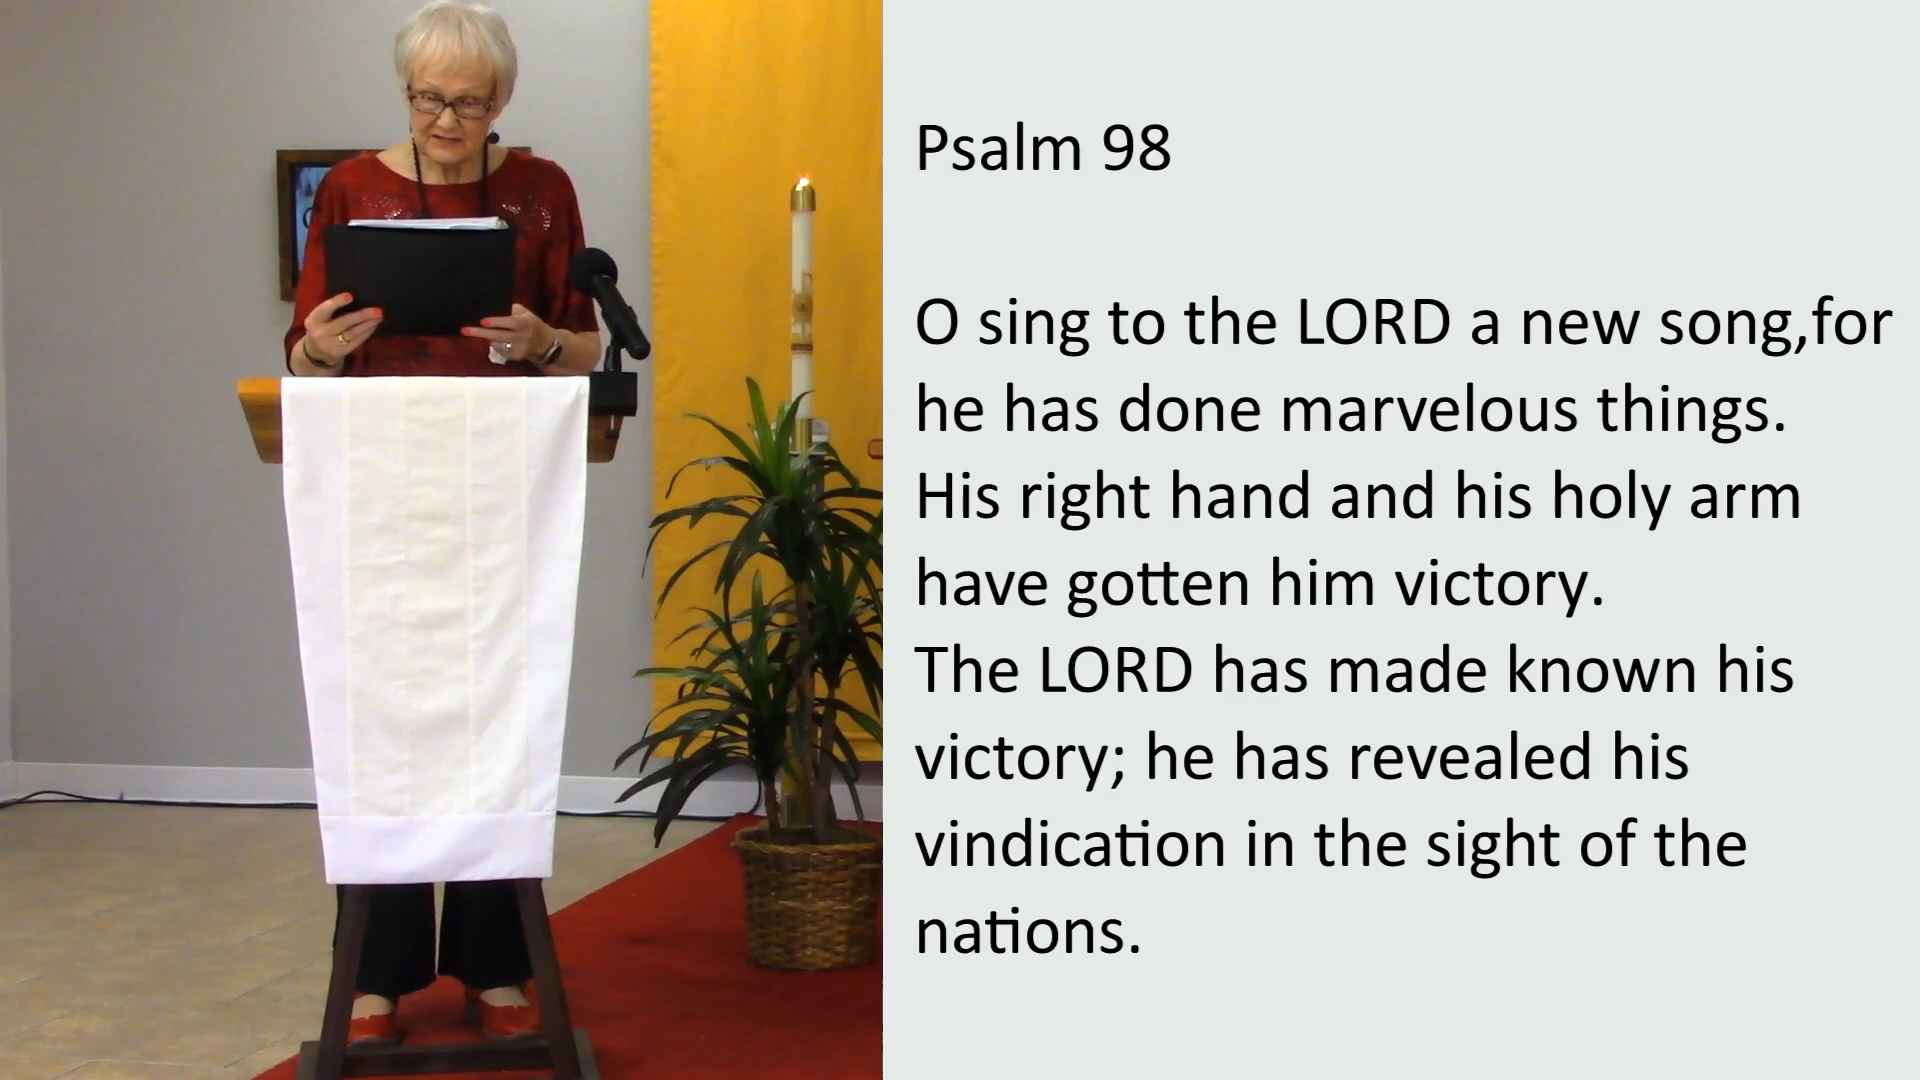 Psalm 98
O sing to the LORD a new song,for
he has done marvelous things.
His right hand and his holy arm
have gotten him victory.
The LORD has made known his
victory; he has revealed his
vindication in the sight of the
nations.